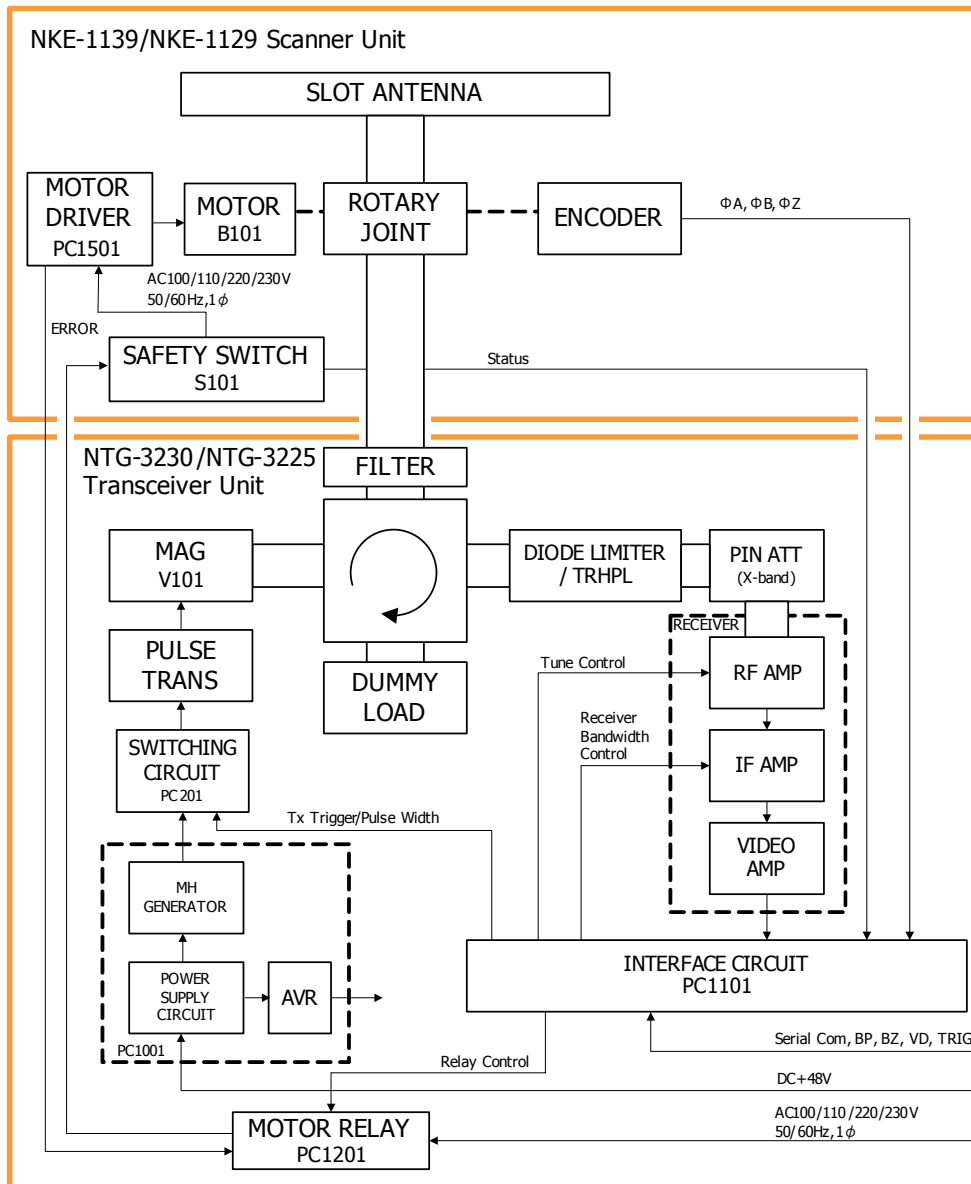 NKE-1139/NKE-1129 Scanner Unit
SLOT ANTENNA
MOTOR
DRIVER
PC1501
MOTOR
B101
ROTARY
JOINT
ENCODER
ΦA, ΦB, ΦZ
AC100/110/220/230V
50/60Hz,1φ
ERROR
SAFETY SWITCH
S101
Status
NTG-3230/NTG-3225
Transceiver Unit
FILTER
MAG
V101
DIODE LIMITER
/ TRHPL
PIN ATT
(X-band)
RECEIVER
PULSE
TRANS
DUMMY
LOAD
Tune Control
RF AMP
Receiver
Bandwidth
Control
IF AMP
SWITCHING
CIRCUIT
PC201
Tx Trigger/Pulse Width
VIDEO
AMP
MH
GENERATOR
POWER
SUPPLY
CIRCUIT
AVR
PC1001
INTERFACE CIRCUIT
PC1101
Serial Com, BP, BZ, VD, TRIG
Relay Control
DC+48V
MOTOR RELAY
PC1201
AC100/110/220/230V
50/60Hz,1φ